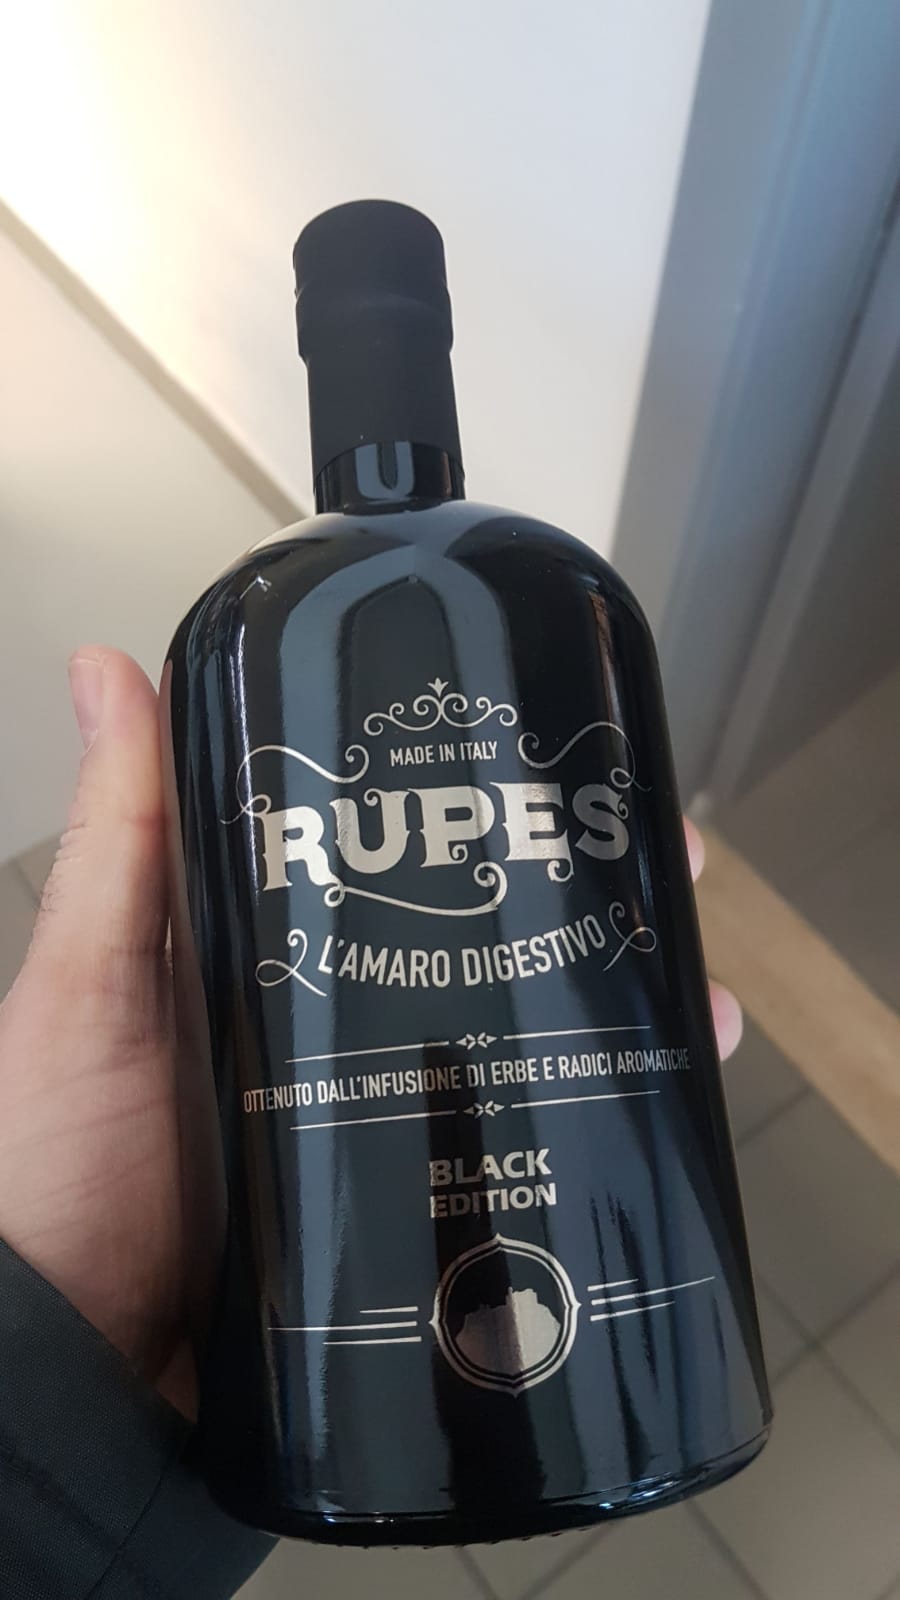 MADE IN ITALY
RUPES
L'AMARO DIGESTIVO
OTTENUTO DALL'INFUSIONE DI ERBE E RADICI AROMATICHE
BLACK
EDITION